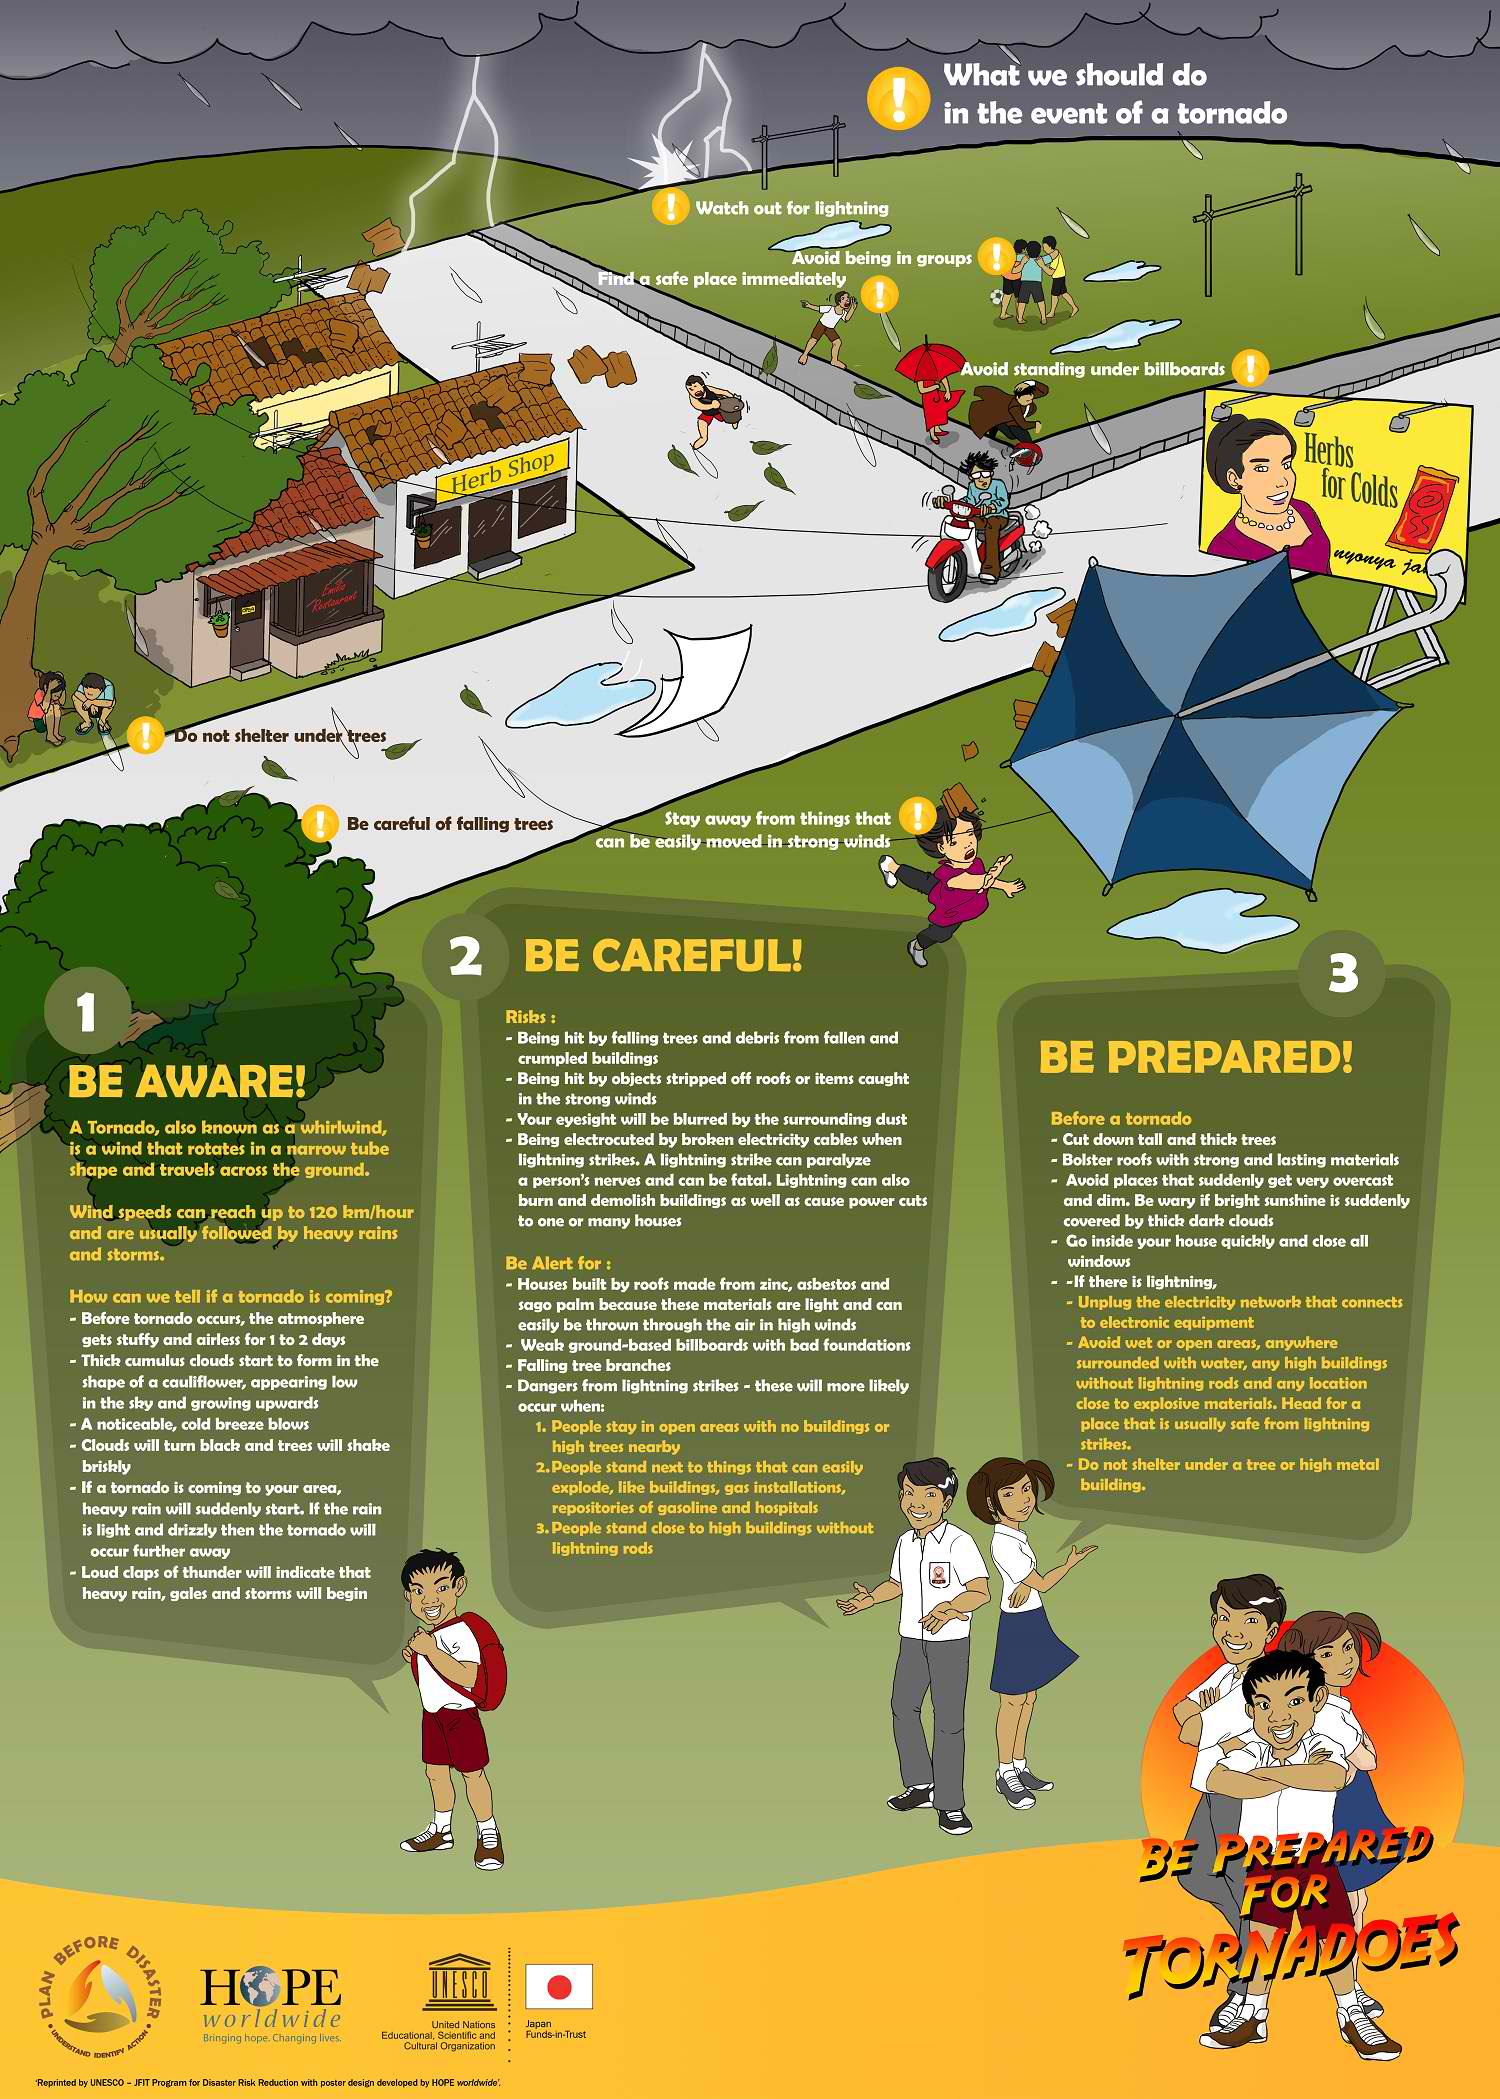 What we should do
in the event of a tornado
Watch out for lightning
Avoid being in groups
Find a safe place immediately
Avoid standing under billboards
Herbs
for Colds
Herb Shop
Emilia
Restaurant
OPEN
Do not shelter under trees
Be careful of falling trees
Stay away from things that
can be easily moved in strong winds
1
BE AWARE!
A Tornado, also known as a whirlwind,
is a wind that rotates in a narrow tube
shape and travels across the ground.
Wind speeds can reach up to 120 km/hour
and are usually followed by heavy rains
and storms.
How can we tell if a tornado is coming?
- Before tornado occurs, the atmosphere
gets stuffy and airless for 1 to 2 days
- Thick cumulus clouds start to form in the
shape of a cauliflower, appearing low
in the sky and growing upwards
- A noticeable, cold breeze blows
- Clouds will turn black and trees will shake
briskly
- If a tornado is coming to your area,
heavy rain will suddenly start. If the rain
is light and drizzly then the tornado will
occur further away
- Loud claps of thunder will indicate that
heavy rain, gales and storms will begin
2
BE CAREFUL!
Risks :
- Being hit by falling trees and debris from fallen and
crumpled buildings
- Being hit by objects stripped off roofs or items caught
in the strong winds
- Your eyesight will be blurred by the surrounding dust
- Being electrocuted by broken electricity cables when
lightning strikes. A lightning strike can paralyze
a person's nerves and can be fatal. Lightning can also
burn and demolish buildings as well as cause power cuts
to one or many houses
Be Alert for :
- Houses built by roofs made from zinc, asbestos and
sago palm because these materials are light and can
easily be thrown through the air in high winds
- Weak ground-based billboards with bad foundations
- Falling tree branches
- Dangers from lightning strikes - these will more likely
occur when:
1. People stay in open areas with no buildings or
high trees nearby
2. People stand next to things that can easily
explode, like buildings, gas installations,
repositories of gasoline and hospitals
3. People stand close to high buildings without
lightning rods
3
BE PREPARED!
Before a tornado
- Cut down tall and thick trees
- Bolster roofs with strong and lasting materials
- Avoid places that suddenly get very overcast
and dim. Be wary if bright sunshine is suddenly
covered by thick dark clouds
- Go inside your house quickly and close all
windows
- -If there is lightning,
- Unplug the electricity network that connects
to electronic equipment
- Avoid wet or open areas, anywhere
surrounded with water, any high buildings
without lightning rods and any location
close to explosive materials. Head for a
place that is usually safe from lightning
strikes.
- Do not shelter under a tree or high metal
building.
BE PREPARED
FOR
TORNADOES
PLAN BEFORE DISASTER
• UNDERSTAND IDENTIFY ACTION •
HOPE
worldwide
Bringing hope. Changing lives.
UNESCO
United Nations
Educational, Scientific and
Cultural Organization
Japan
Funds-in-Trust
'Reprinted by UNESCO – JFIT Program for Disaster Risk Reduction with poster design developed by HOPE worldwide'.